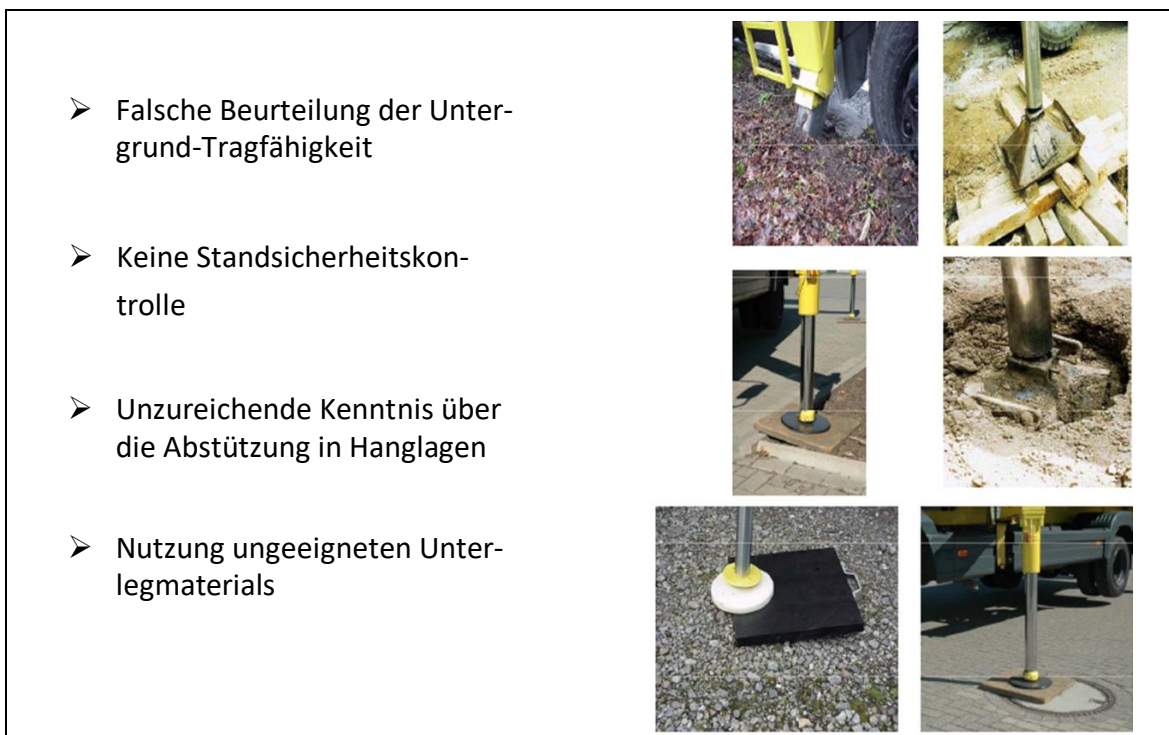 ➢ Falsche Beurteilung der Unter-
grund-Tragfähigkeit
➢ Keine Standsicherheitskon-
trolle
➢ Unzureichende Kenntnis über
die Abstützung in Hanglagen
➢ Nutzung ungeeigneten Unter-
legmaterials